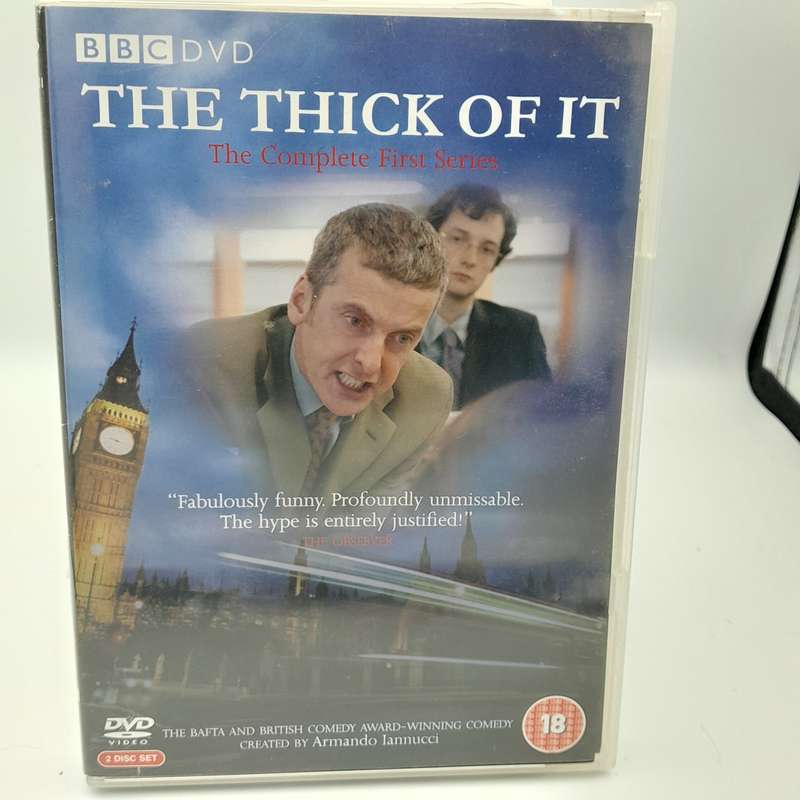 BBC DVD
THE THICK OF IT
The Complete First Series
"Fabulously funny. Profoundly unmissable.
The hype is entirely justified!"
THE OBSERVER
DVD
VIDEO
2 DISC SET
THE BAFTA AND BRITISH COMEDY AWARD-WINNING COMEDY
CREATED BY Armando Iannucci
18